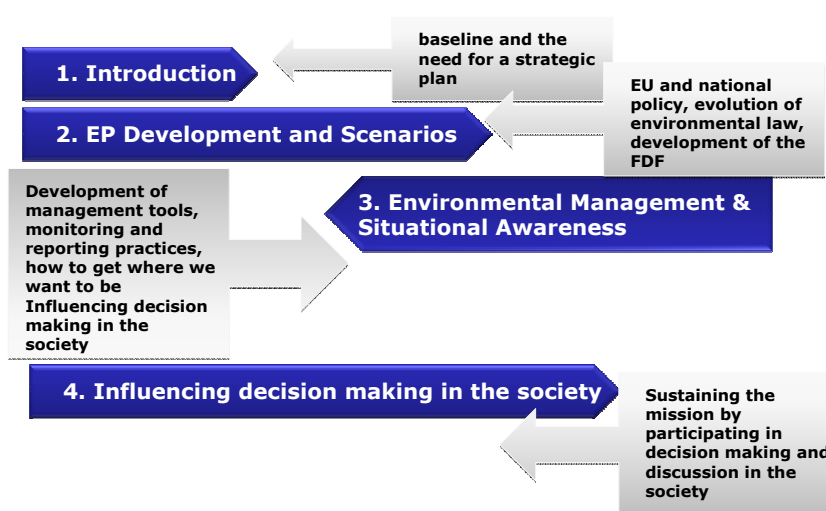 1. Introduction
baseline and the
need for a strategic
plan
2. EP Development and Scenarios
EU and national
policy, evolution of
environmental law,
development of the
FDF
3. Environmental Management &
Situational Awareness
Development of
management tools,
monitoring and
reporting practices,
how to get where we
want to be
Influencing decision
making in the
society
4. Influencing decision making in the society
Sustaining the
mission by
participating in
decision making and
discussion in the
society